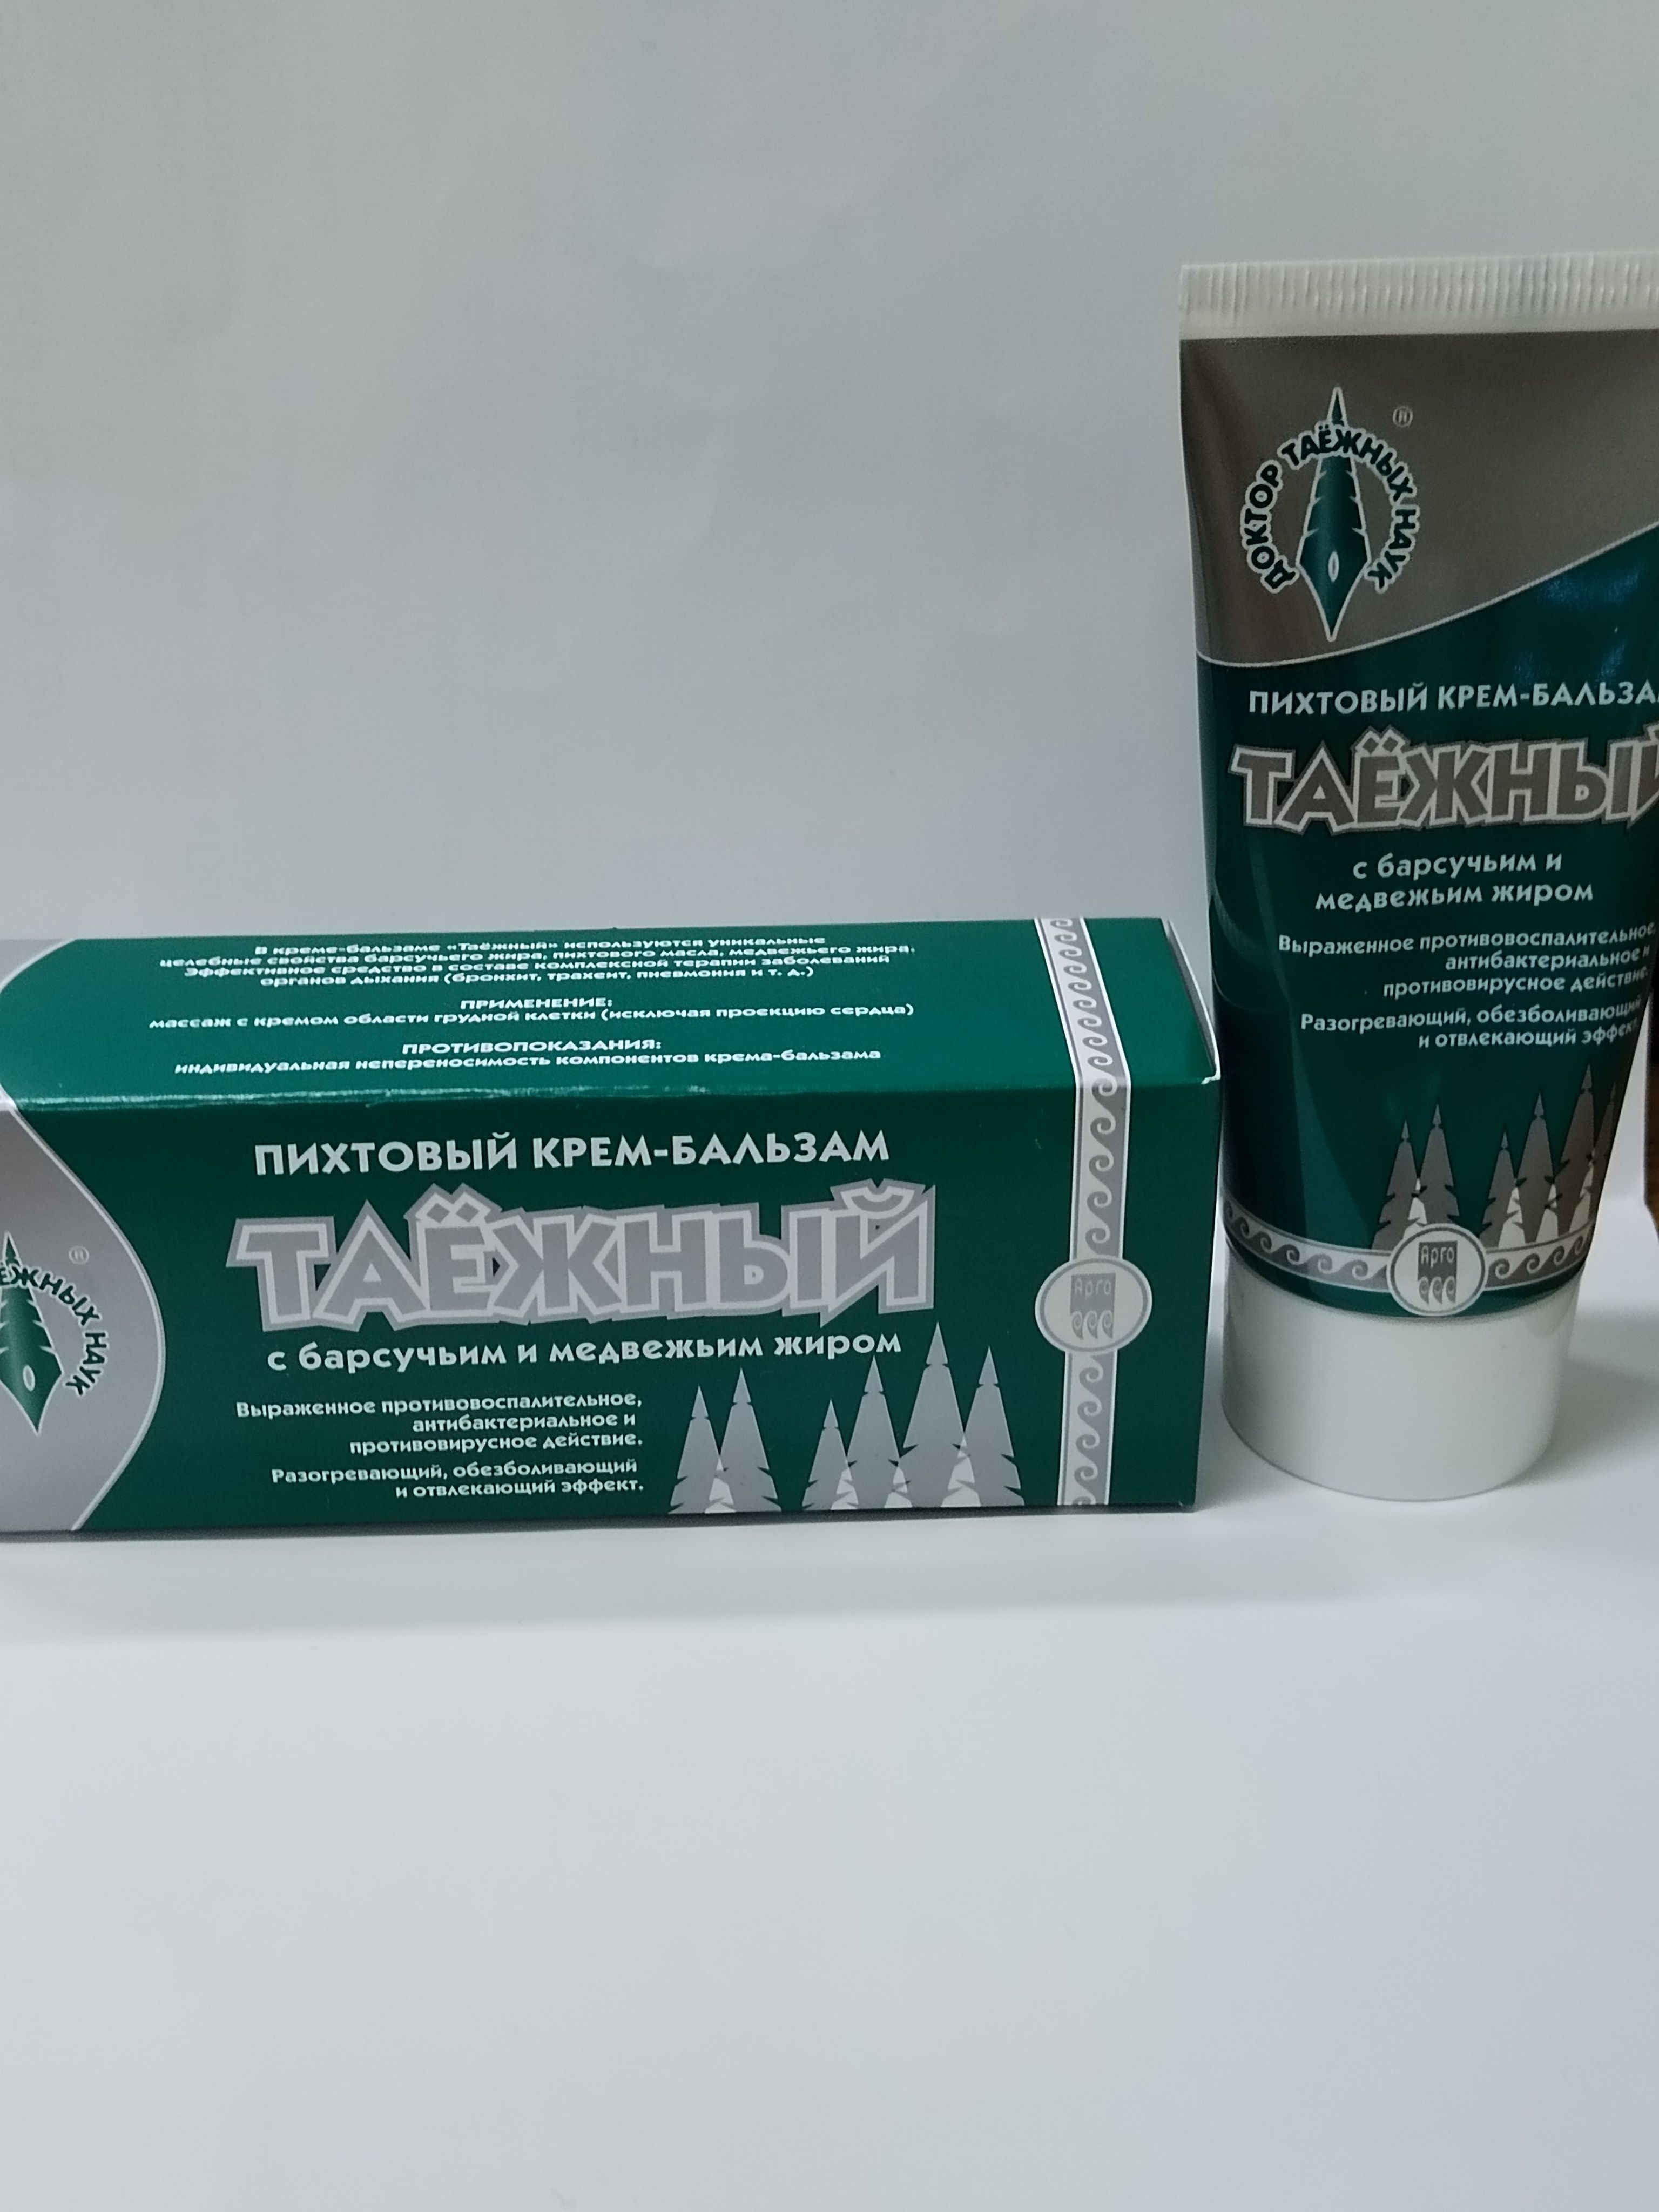 В креме-бальзаме «Таёжный» используются уникальные
целебные свойства барсучьего жира, пихтового масла, медвежьего жира.
Эффективное средство в составе комплексной терапии заболеваний
органов дыхания (бронхит, трахеит, пневмония и т. д.)
ПРИМЕНЕНИЕ:
массаж с кремом области грудной клетки (исключая проекцию сердца)
ПРОТИВОПОКАЗАНИЯ:
индивидуальная непереносимость компонентов крема-бальзама
ЕЖНЫХ НАУК
®
ПИХТОВЫЙ КРЕМ-БАЛЬЗАМ
ТАЁЖНЫЙ
с барсучьим и медвежьим жиром
Выраженное противовоспалительное,
антибактериальное и
противовирусное действие.
Разогревающий, обезболивающий
и отвлекающий эффект.
Арго
ДОКТОР ТАЁЖНЫХ НАУК
®
ПИХТОВЫЙ КРЕМ-БАЛЬЗА
ТАЁЖНЫЙ
с барсучьим и
медвежьим жиром
Выраженное противовоспалительное,
антибактериальное и
противовирусное действие.
Разогревающий, обезболивающий
и отвлекающий эффект.
Арго